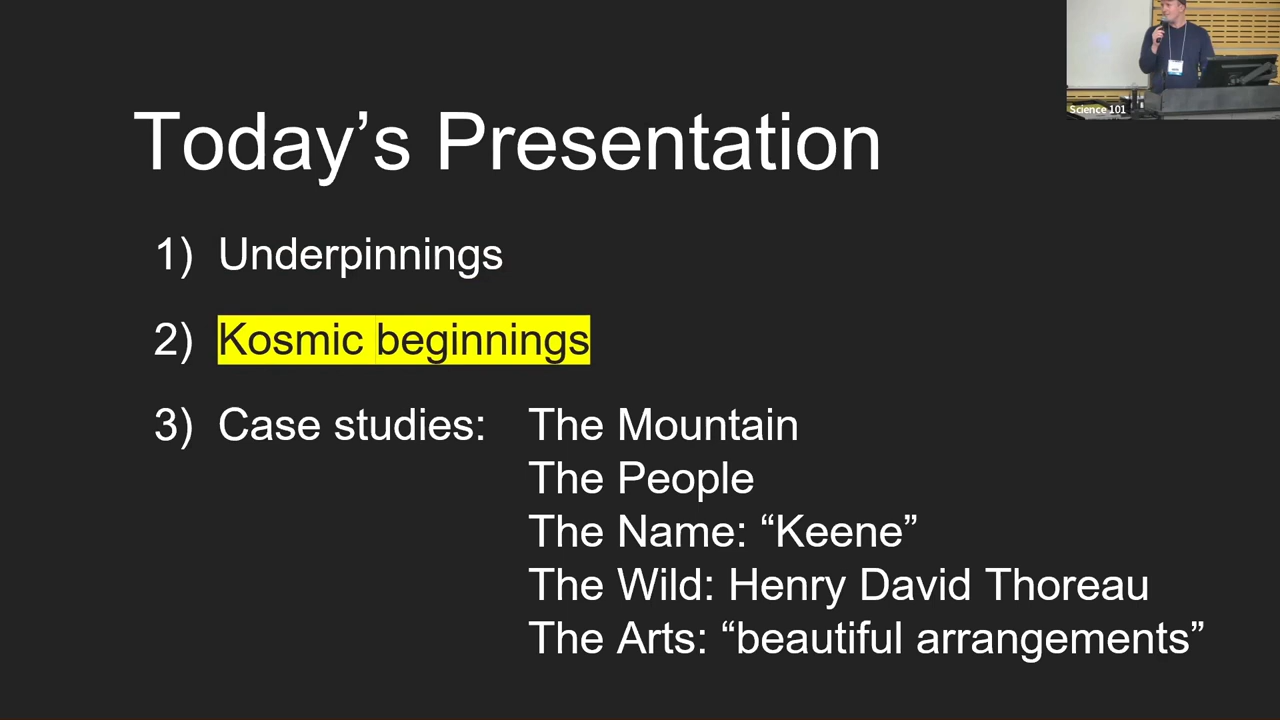 Today’s Presentation
1) Underpinnings
2) Kosmic beginnings
3) Case studies: The Mountain
The People
The Name: “Keene”
The Wild: Henry David Thoreau
The Arts: “beautiful arrangements”
Science 101